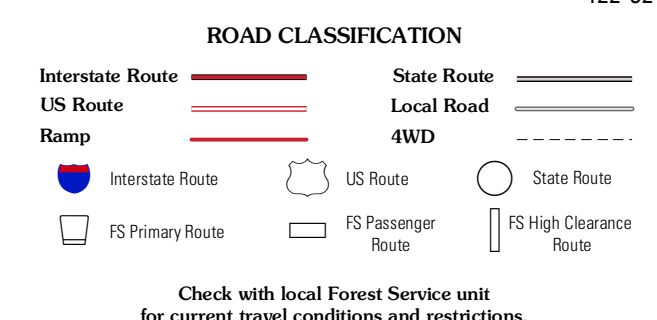 ROAD CLASSIFICATION
Interstate Route
State Route
US Route
Local Road
Ramp
4WD
Interstate Route
US Route
State Route
FS Primary Route
FS Passenger
Route
FS High Clearance
Route
Check with local Forest Service unit
for current travel conditions and restrictions.